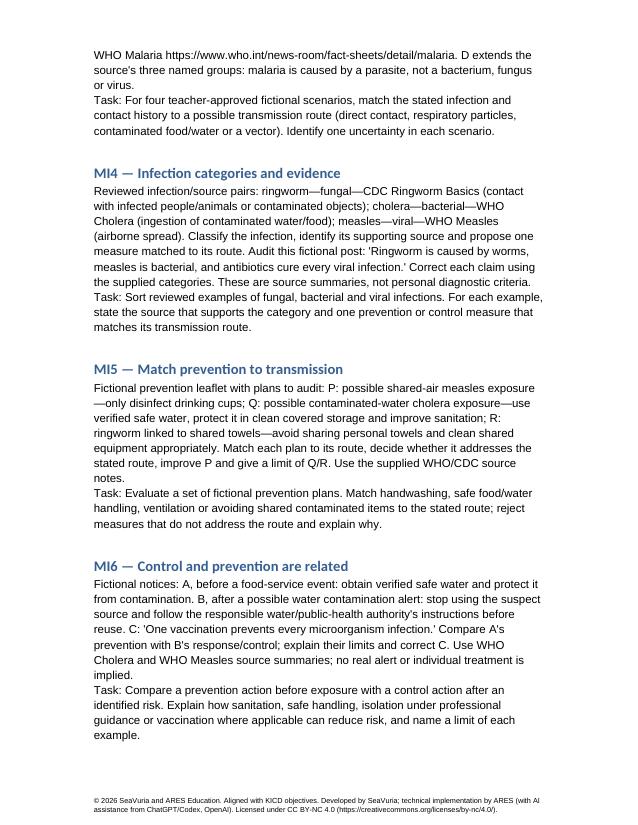 WHO Malaria https://www.who.int/news-room/fact-sheets/detail/malaria. D extends the
source's three named groups: malaria is caused by a parasite, not a bacterium, fungus
or virus.
Task: For four teacher-approved fictional scenarios, match the stated infection and
contact history to a possible transmission route (direct contact, respiratory particles,
contaminated food/water or a vector). Identify one uncertainty in each scenario.
MI4 — Infection categories and evidence
Reviewed infection/source pairs: ringworm—fungal—CDC Ringworm Basics (contact
with infected people/animals or contaminated objects); cholera—bacterial—WHO
Cholera (ingestion of contaminated water/food); measles—viral—WHO Measles
(airborne spread). Classify the infection, identify its supporting source and propose one
measure matched to its route. Audit this fictional post: 'Ringworm is caused by worms,
measles is bacterial, and antibiotics cure every viral infection.' Correct each claim using
the supplied categories. These are source summaries, not personal diagnostic criteria.
Task: Sort reviewed examples of fungal, bacterial and viral infections. For each example,
state the source that supports the category and one prevention or control measure that
matches its transmission route.
MI5 — Match prevention to transmission
Fictional prevention leaflet with plans to audit: P: possible shared-air measles exposure
—only disinfect drinking cups; Q: possible contaminated-water cholera exposure—use
verified safe water, protect it in clean covered storage and improve sanitation; R:
ringworm linked to shared towels—avoid sharing personal towels and clean shared
equipment appropriately. Match each plan to its route, decide whether it addresses the
stated route, improve P and give a limit of Q/R. Use the supplied WHO/CDC source
notes.
Task: Evaluate a set of fictional prevention plans. Match handwashing, safe food/water
handling, ventilation or avoiding shared contaminated items to the stated route; reject
measures that do not address the route and explain why.
MI6 — Control and prevention are related
Fictional notices: A, before a food-service event: obtain verified safe water and protect it
from contamination. B, after a possible water contamination alert: stop using the suspect
source and follow the responsible water/public-health authority's instructions before
reuse. C: 'One vaccination prevents every microorganism infection.' Compare A's
prevention with B's response/control; explain their limits and correct C. Use WHO
Cholera and WHO Measles source summaries; no real alert or individual treatment is
implied.
Task: Compare a prevention action before exposure with a control action after an
identified risk. Explain how sanitation, safe handling, isolation under professional
guidance or vaccination where applicable can reduce risk, and name a limit of each
example.
© 2026 SeaVuria and ARES Education. Aligned with KICD objectives. Developed by SeaVuria; technical implementation by ARES (with AI
assistance from ChatGPT/Codex, OpenAI). Licensed under CC BY-NC 4.0 (https://creativecommons.org/licenses/by-nc/4.0/).